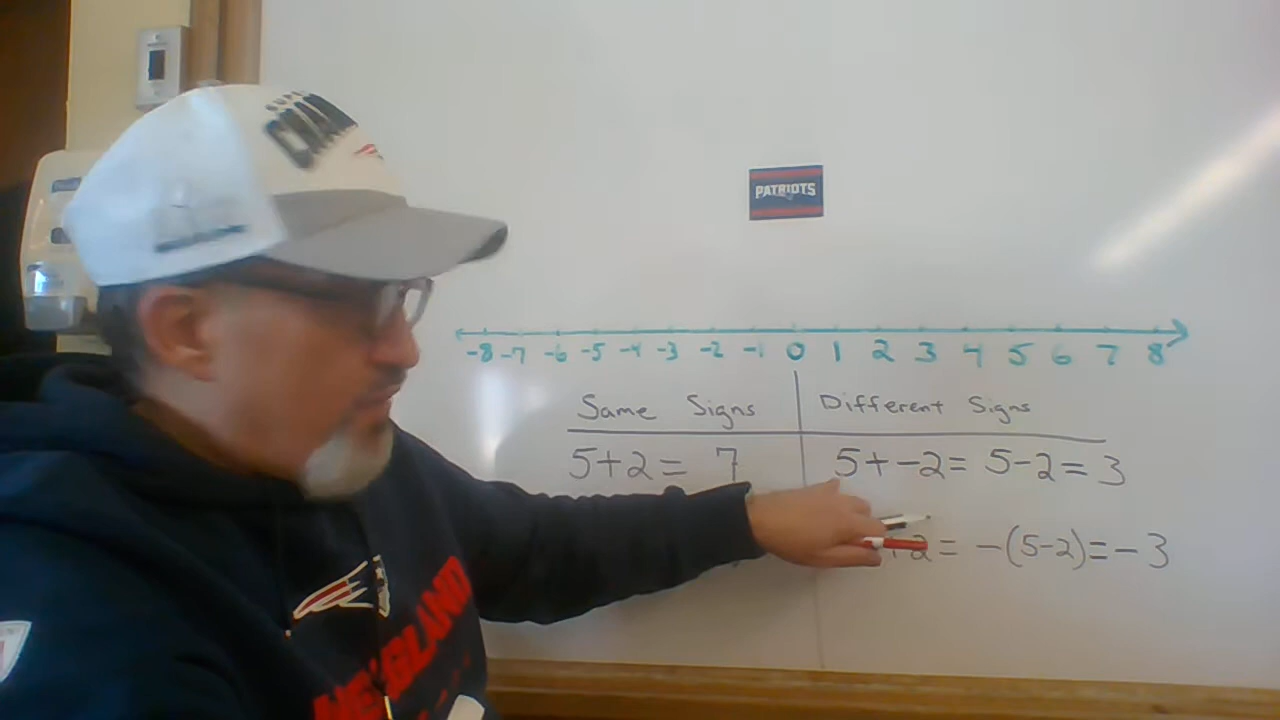 PATRIOTS
-8 -7 -6 -5 -4 -3 -2 -1 0 1 2 3 4 5 6 7 8
Same Signs
Different Signs
5+2= 7
5+-2= 5-2=3
+2= -(5-2)=-3